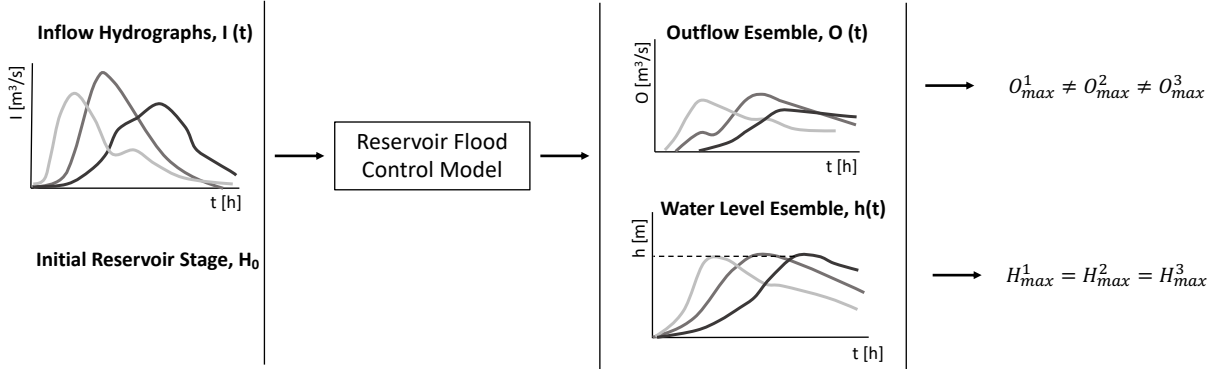 Inflow Hydrographs, I (t)
I [m³/s]
t [h]
Initial Reservoir Stage, H₀
Reservoir Flood
Control Model
Outflow Esemble, O (t)
O [m³/s]
t [h]
Water Level Esemble, h(t)
h [m]
t [h]
O¹ₘₐₓ ≠ O²ₘₐₓ ≠ O³ₘₐₓ
H¹ₘₐₓ = H²ₘₐₓ = H³ₘₐₓ